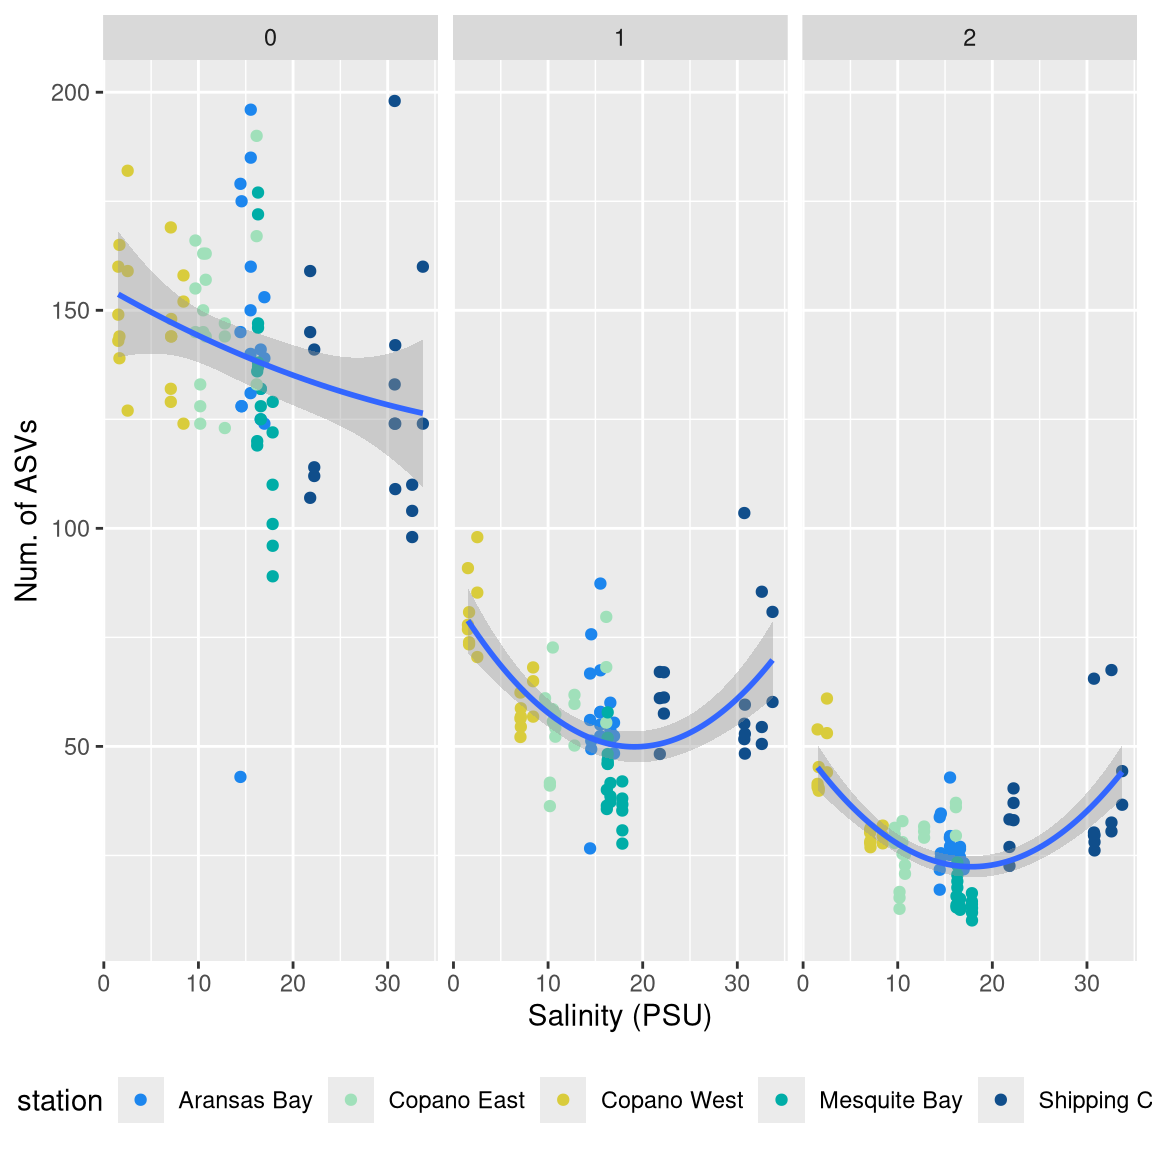 0 1 2
200
150
100
50
Num. of ASVs
0 10 20 30 0 10 20 30 0 10 20 30
Salinity (PSU)
station Aransas Bay Copano East Copano West Mesquite Bay Shipping C